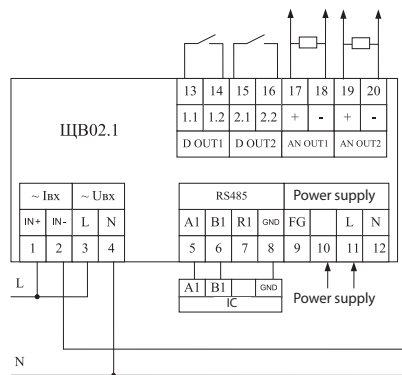 13 14 15 16 17 18 19 20
1.1 1.2 2.1 2.2 + - + -
D OUT1 D OUT2 AN OUT1 AN OUT2
ЩВ02.1
~ Iвх ~ Uвх
IN+ IN- L N
1 2 3 4
RS485 Power supply
A1 B1 R1 GND FG L N
5 6 7 8 9 10 11 12
L
A1 B1 GND
IC
Power supply
N